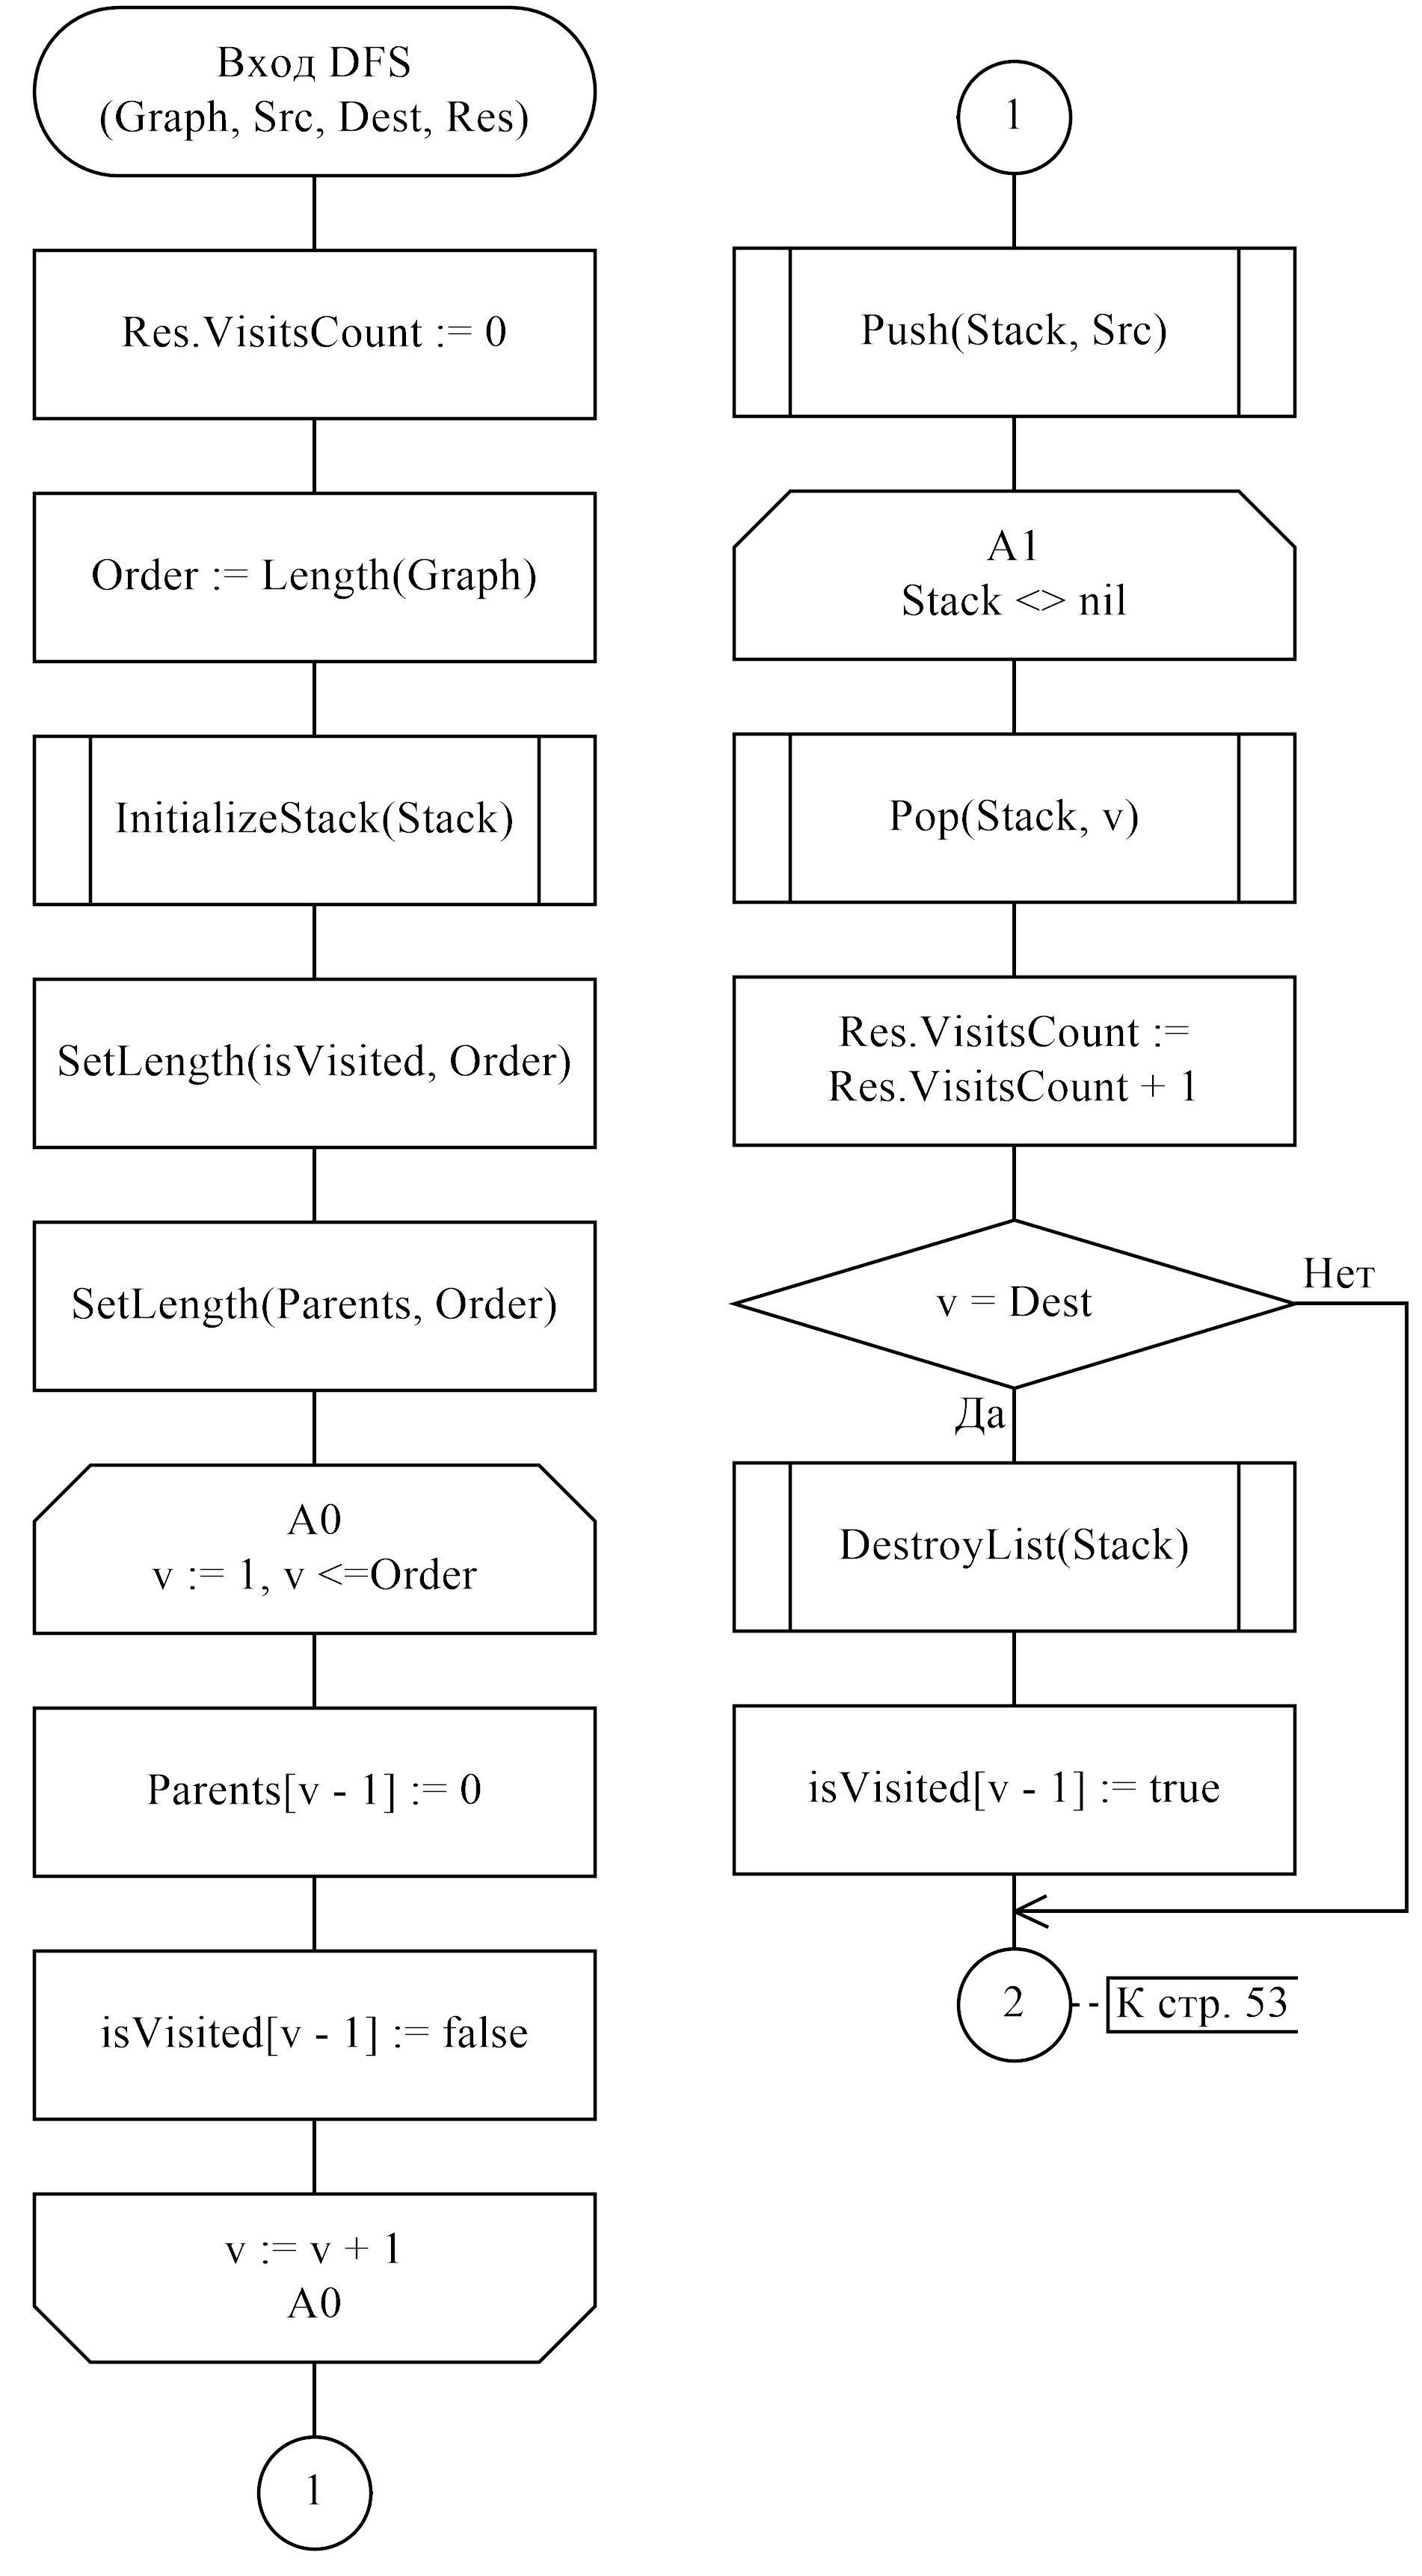 Вход DFS
(Graph, Src, Dest, Res)
Res.VisitsCount := 0
Order := Length(Graph)
InitializeStack(Stack)
SetLength(isVisited, Order)
SetLength(Parents, Order)
A0
v := 1, v <=Order
Parents[v - 1] := 0
isVisited[v - 1] := false
v := v + 1
A0
1
1
Push(Stack, Src)
A1
Stack <> nil
Pop(Stack, v)
Res.VisitsCount :=
Res.VisitsCount + 1
v = Dest
Нет
Да
DestroyList(Stack)
isVisited[v - 1] := true
2
К стр. 53